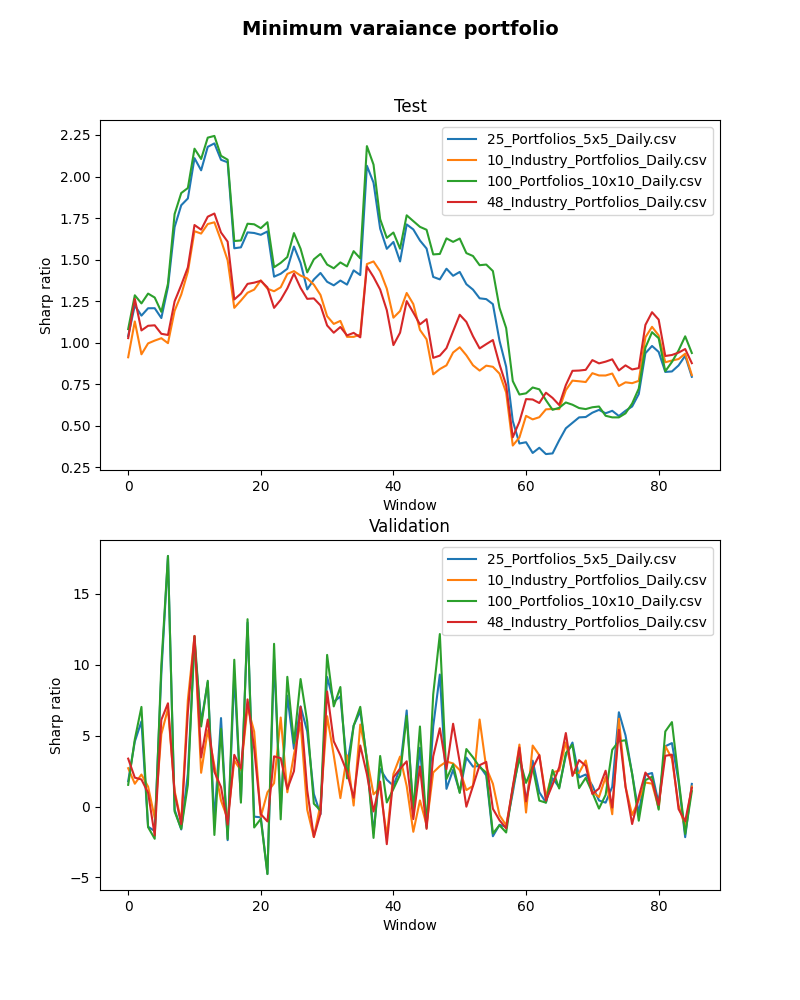 Minimum varaiance portfolio
Test
25_Portfolios_5x5_Daily.csv
10_Industry_Portfolios_Daily.csv
100_Portfolios_10x10_Daily.csv
48_Industry_Portfolios_Daily.csv
Sharp ratio
2.25
2.00
1.75
1.50
1.25
1.00
0.75
0.50
0.25
0 20 40 60 80
Window
Validation
25_Portfolios_5x5_Daily.csv
10_Industry_Portfolios_Daily.csv
100_Portfolios_10x10_Daily.csv
48_Industry_Portfolios_Daily.csv
Sharp ratio
15
10
5
0
−5
0 20 40 60 80
Window